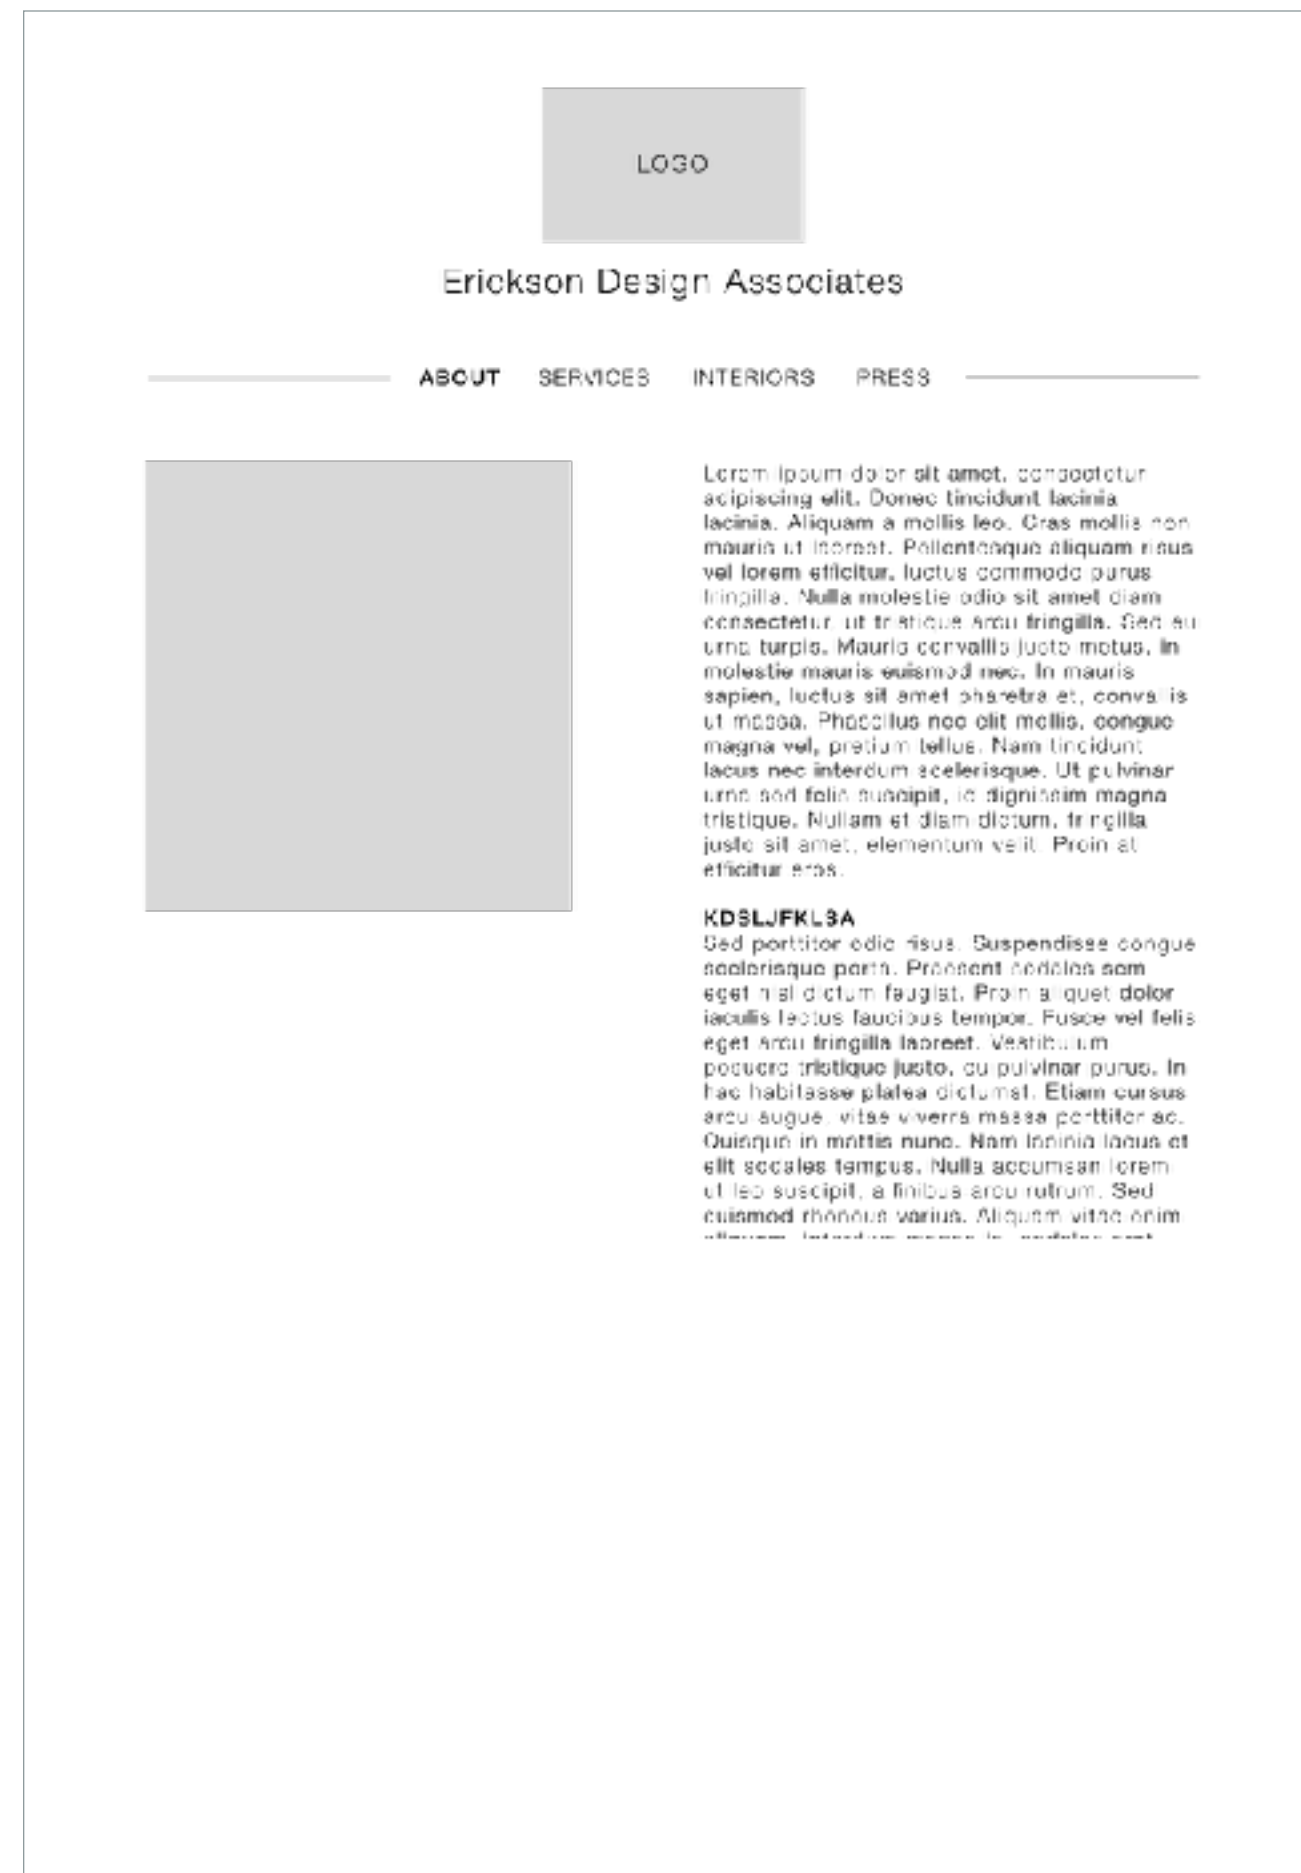 LOGO
Erickson Design Associates
ABOUT SERVICES INTERIORS PRESS
Lorem ipsum dolor sit amet, consectetur
adipiscing elit. Donec tincidunt lacinia
lacinia. Aliquam a mollis leo. Cras mollis non
mauris ut laoreet. Pellentesque aliquam risus
vel lorem efficitur, luctus commodo purus
fringilla. Nulla molestie odio sit amet diam
consectetur, ut tristique arcu fringilla. Sed eu
urna turpis. Mauris convallis justo metus, in
molestie mauris euismod nec. In mauris
sapien, luctus sit amet pharetra et, convallis
ut massa. Phasellus nec elit mollis, congue
magna vel, pretium tellus. Nam tincidunt
lacus nec interdum scelerisque. Ut pulvinar
urna sed felis suscipit, id dignissim magna
tristique. Nullam et diam dictum, fringilla
justo sit amet, elementum velit. Proin at
efficitur eros.
KDSLJFKLSA
Sed porttitor odio risus. Suspendisse congue
scelerisque porta. Praesent sodales sem
eget nisl dictum feugiat. Proin aliquet dolor
iaculis lectus faucibus tempor. Fusce vel felis
eget arcu fringilla laoreet. Vestibulum
posuere tristique justo, eu pulvinar purus. In
hac habitasse platea dictumst. Etiam cursus
arcu augue, vitae viverra massa porttitor ac.
Quisque in mattis nunc. Nam lacinia lacus et
elit sodales tempus. Nulla accumsan lorem
ut leo suscipit, a finibus arcu rutrum. Sed
euismod rhoncus varius. Aliquam vitae enim